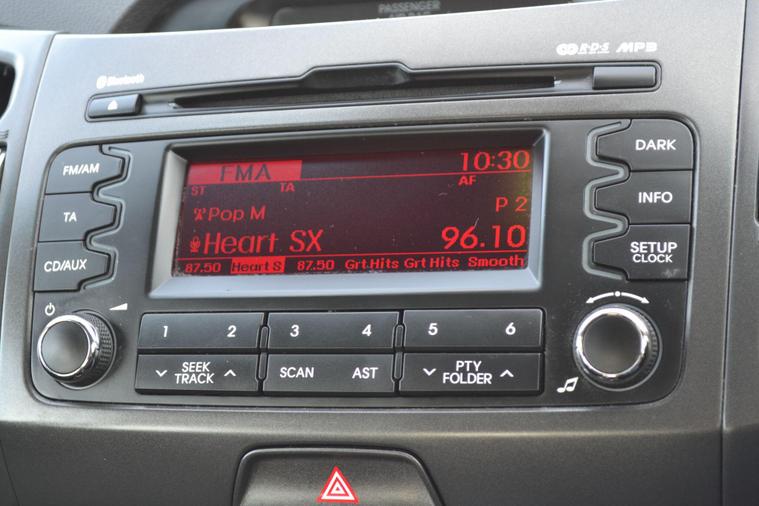 PASSENGER
Bluetooth
RDS MP3
FM/AM
TA
CD/AUX
FMA 10:30
ST TA AF
Pop M P 2
Heart SX 96.10
87.50 Heart S 87.50 Grt.Hits Grt Hits Smooth
DARK
INFO
SETUP
CLOCK
1 2 3 4 5 6
SEEK
TRACK
SCAN AST
PTY
FOLDER